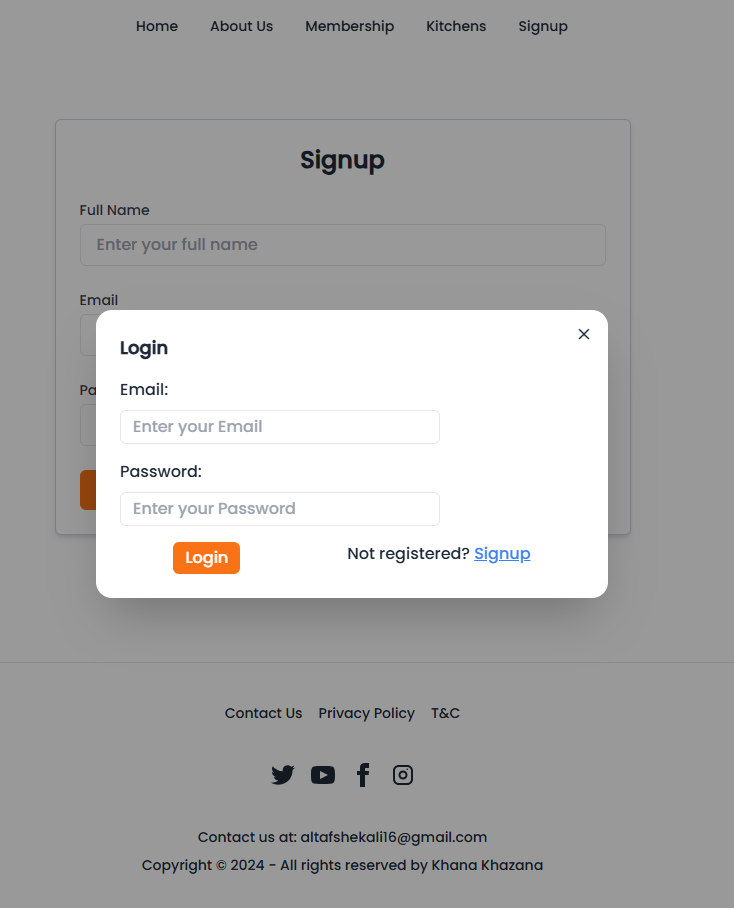 Home About Us Membership Kitchens Signup
Signup
Full Name
Enter your full name
Email
Login
Email:
Pa
Enter your Email
Password:
Enter your Password
Login Not registered? Signup
Contact Us Privacy Policy T&C
Contact us at: altafshekali16@gmail.com
Copyright © 2024 - All rights reserved by Khana Khazana